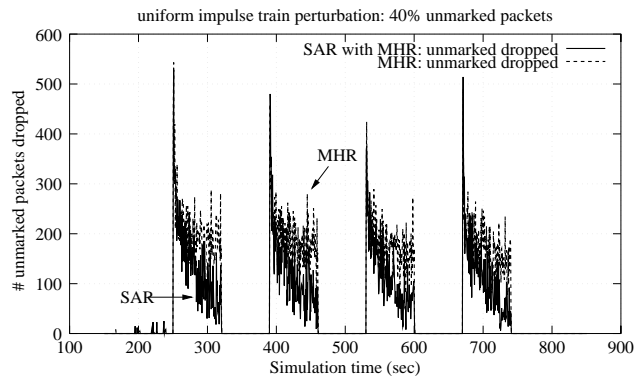 uniform impulse train perturbation: 40% unmarked packets
600
500
400
300
200
100
0
# unmarked packets dropped
SAR with MHR: unmarked dropped
MHR: unmarked dropped
MHR
SAR
100 200 300 400 500 600 700 800 900
Simulation time (sec)